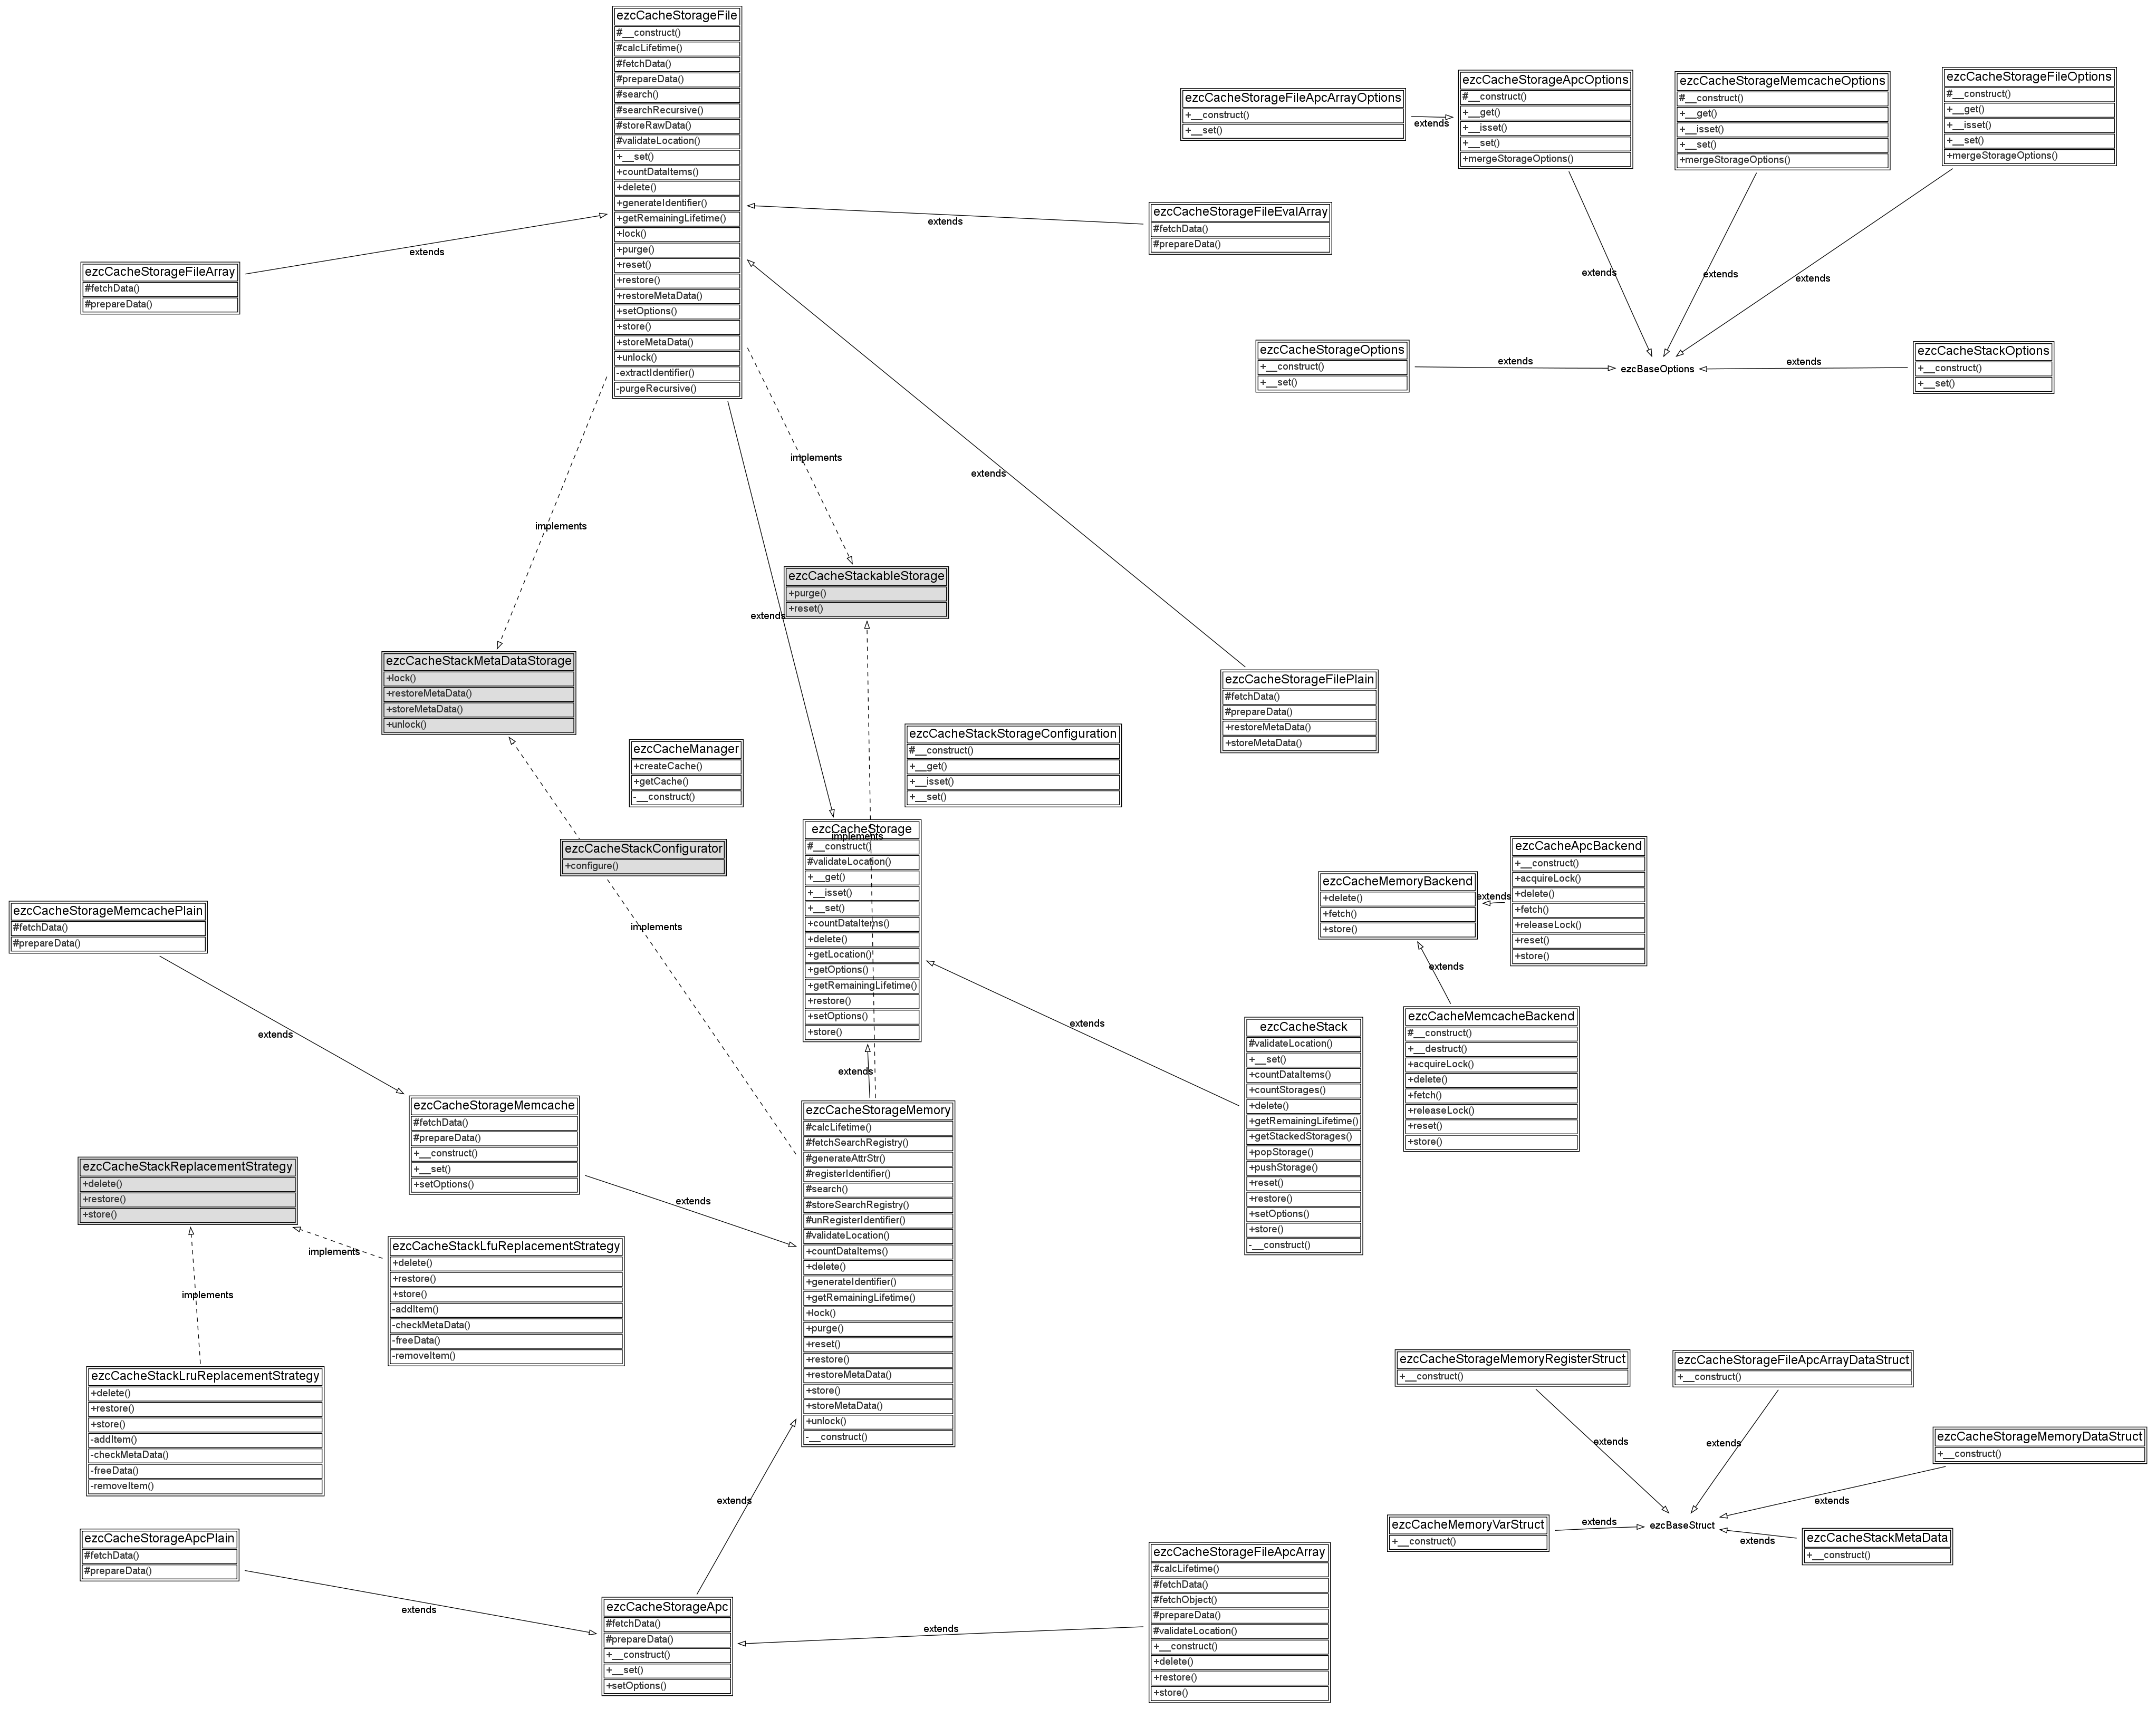 ezcCacheStorageFile
#__construct()
#calcLifetime()
#fetchData()
#prepareData()
#search()
#searchRecursive()
#storeRawData()
#validateLocation()
+__set()
+countDataItems()
+delete()
+generateIdentifier()
+getRemainingLifetime()
+lock()
+purge()
+reset()
+restore()
+restoreMetaData()
+setOptions()
+store()
+storeMetaData()
+unlock()
-extractIdentifier()
-purgeRecursive()
ezcCacheStorageFileApcArrayOptions
+__construct()
+__set()
extends
ezcCacheStorageApcOptions
#__construct()
+__get()
+__isset()
+__set()
+mergeStorageOptions()
ezcCacheStorageMemcacheOptions
#__construct()
+__get()
+__isset()
+__set()
+mergeStorageOptions()
ezcCacheStorageFileOptions
#__construct()
+__get()
+__isset()
+__set()
+mergeStorageOptions()
ezcCacheStorageFileArray
#fetchData()
#prepareData()
extends
extends
ezcCacheStorageFileEvalArray
#fetchData()
#prepareData()
extends
extends
extends
ezcCacheStorageOptions
+__construct()
+__set()
extends
ezcBaseOptions
extends
ezcCacheStackOptions
+__construct()
+__set()
implements
extends
implements
ezcCacheStackableStorage
+purge()
+reset()
extends
ezcCacheStackMetaDataStorage
+lock()
+restoreMetaData()
+storeMetaData()
+unlock()
ezcCacheStorageFilePlain
#fetchData()
#prepareData()
+restoreMetaData()
+storeMetaData()
ezcCacheManager
+createCache()
+getCache()
-__construct()
ezcCacheStackStorageConfiguration
#__construct()
+__get()
+__isset()
+__set()
ezcCacheStackConfigurator
+configure()
ezcCacheStorage
implements
#__construct()
#validateLocation()
+__get()
+__isset()
+__set()
+countDataItems()
+delete()
+getLocation()
+getOptions()
+getRemainingLifetime()
+restore()
+setOptions()
+store()
ezcCacheMemoryBackend
+delete()
+fetch()
+store()
extends
ezcCacheApcBackend
+__construct()
+acquireLock()
+delete()
+fetch()
+releaseLock()
+reset()
+store()
ezcCacheStorageMemcachePlain
#fetchData()
#prepareData()
implements
extends
extends
extends
extends
ezcCacheStack
#validateLocation()
+__set()
+countDataItems()
+countStorages()
+delete()
+getRemainingLifetime()
+getStackedStorages()
+popStorage()
+pushStorage()
+reset()
+restore()
+setOptions()
+store()
-__construct()
ezcCacheMemcacheBackend
#__construct()
+__destruct()
+acquireLock()
+delete()
+fetch()
+releaseLock()
+reset()
+store()
ezcCacheStorageMemcache
#fetchData()
#prepareData()
+__construct()
+__set()
+setOptions()
extends
ezcCacheStorageMemory
#calcLifetime()
#fetchSearchRegistry()
#generateAttrStr()
#registerIdentifier()
#search()
#storeSearchRegistry()
#unRegisterIdentifier()
#validateLocation()
+countDataItems()
+delete()
+generateIdentifier()
+getRemainingLifetime()
+lock()
+purge()
+reset()
+restore()
+restoreMetaData()
+store()
+storeMetaData()
+unlock()
-__construct()
ezcCacheStackReplacementStrategy
+delete()
+restore()
+store()
implements
implements
ezcCacheStackLfuReplacementStrategy
+delete()
+restore()
+store()
-addItem()
-checkMetaData()
-freeData()
-removeItem()
ezcCacheStackLruReplacementStrategy
+delete()
+restore()
+store()
-addItem()
-checkMetaData()
-freeData()
-removeItem()
ezcCacheStorageMemoryRegisterStruct
+__construct()
ezcCacheStorageFileApcArrayDataStruct
+__construct()
ezcCacheStorageMemoryDataStruct
+__construct()
extends
extends
extends
extends
ezcCacheMemoryVarStruct
+__construct()
extends
ezcBaseStruct
extends
ezcCacheStackMetaData
+__construct()
ezcCacheStorageApcPlain
#fetchData()
#prepareData()
extends
ezcCacheStorageApc
#fetchData()
#prepareData()
+__construct()
+__set()
+setOptions()
extends
ezcCacheStorageFileApcArray
#calcLifetime()
#fetchData()
#fetchObject()
#prepareData()
#validateLocation()
+__construct()
+delete()
+restore()
+store()